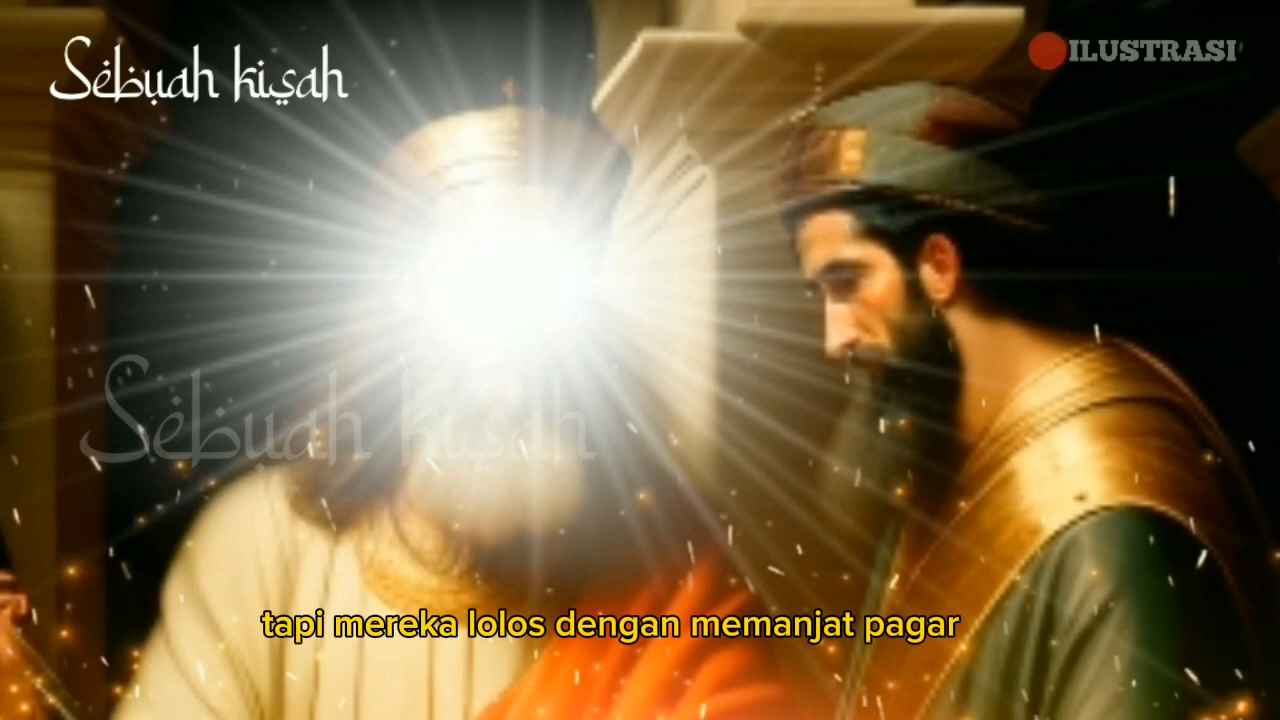 Sebuah kisah
ILUSTRASI
Sebuah kisah
tapi mereka lolos dengan memanjat pagar